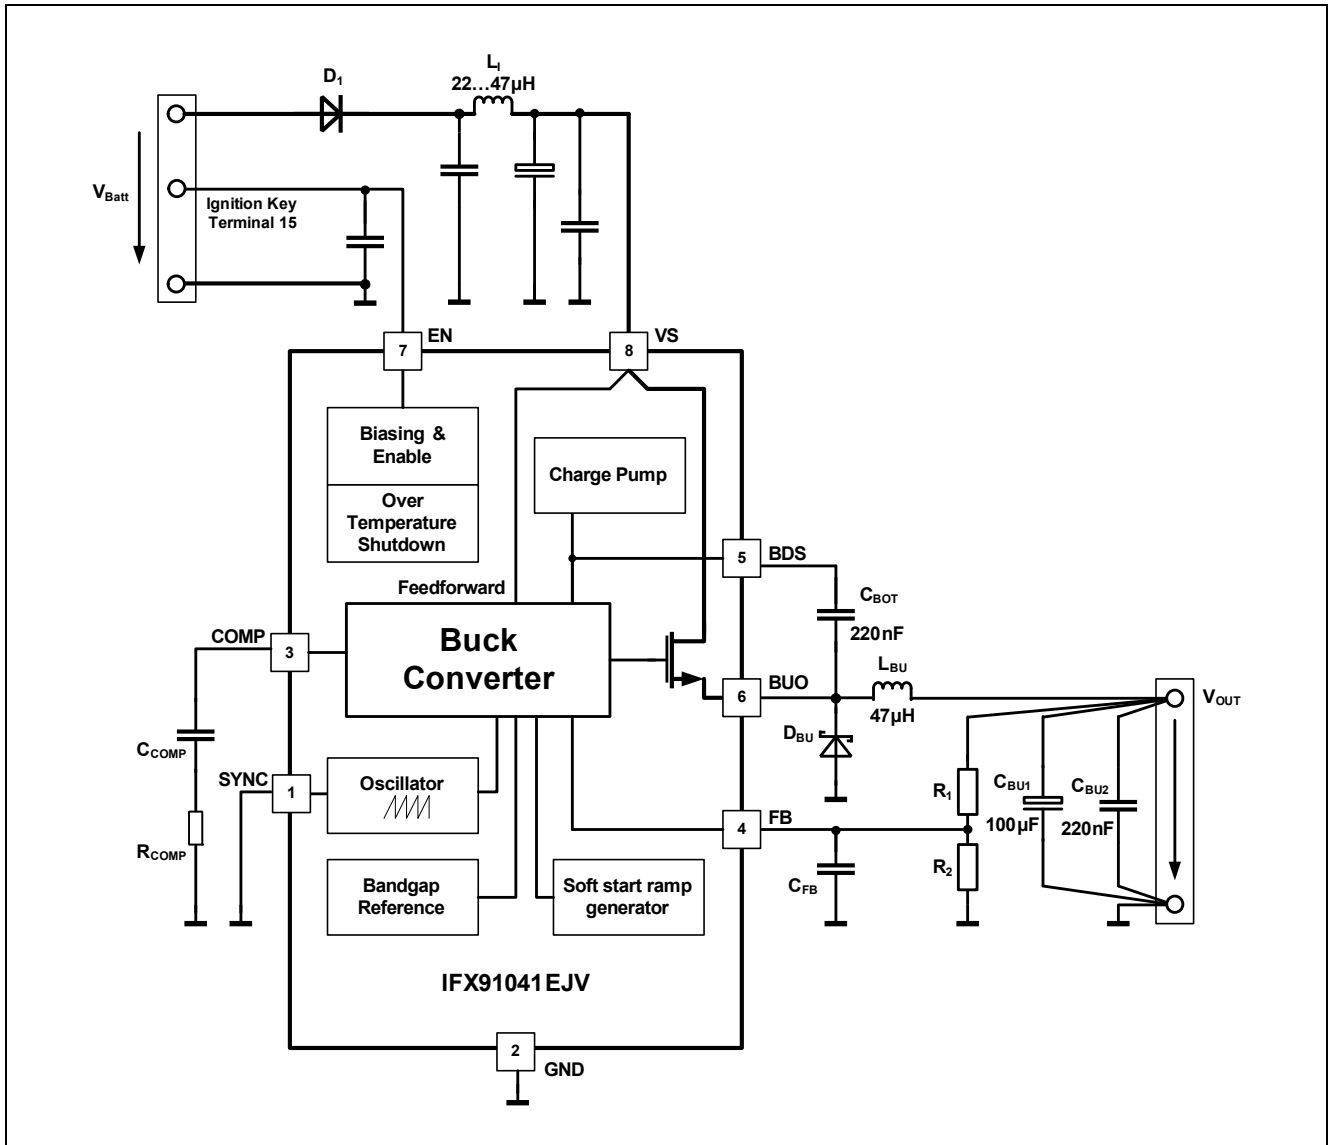 D1
LI
22...47µH
VBatt
Ignition Key
Terminal 15
EN
VS
7
8
Biasing &
Enable
Charge Pump
Over
Temperature
Shutdown
5
BDS
Feedforward
CBOT
220nF
COMP
3
Buck
Converter
LBU
6
BUO
47µH
VOUT
DBU
CCOMP
SYNC
1
Oscillator
R1
CBU1
100µF
CBU2
220nF
4
FB
RCOMP
R2
CFB
Bandgap
Reference
Soft start ramp
generator
IFX91041EJV
2
GND